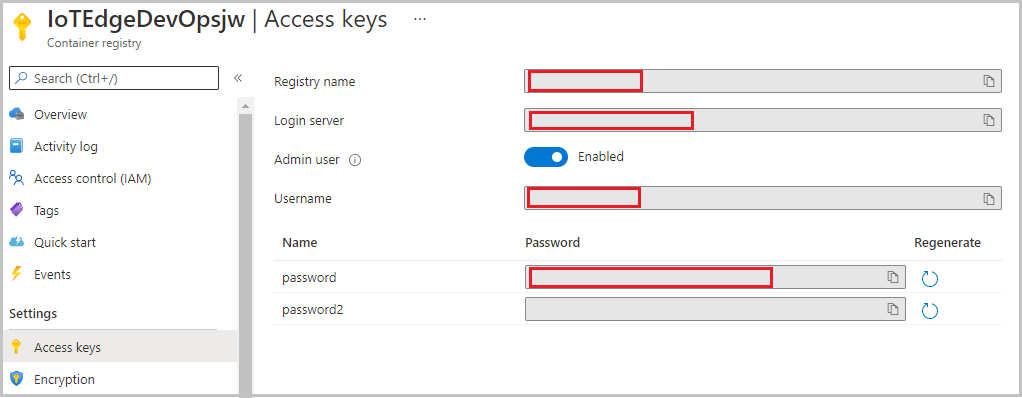 IoTEdgeDevOpsjw | Access keys ...
Container registry
Search (Ctrl+/)
«
Overview
Activity log
Access control (IAM)
Tags
Quick start
Events
Settings
Access keys
Encryption
Registry name
Login server
Admin user
Enabled
Username
Name Password Regenerate
password
password2